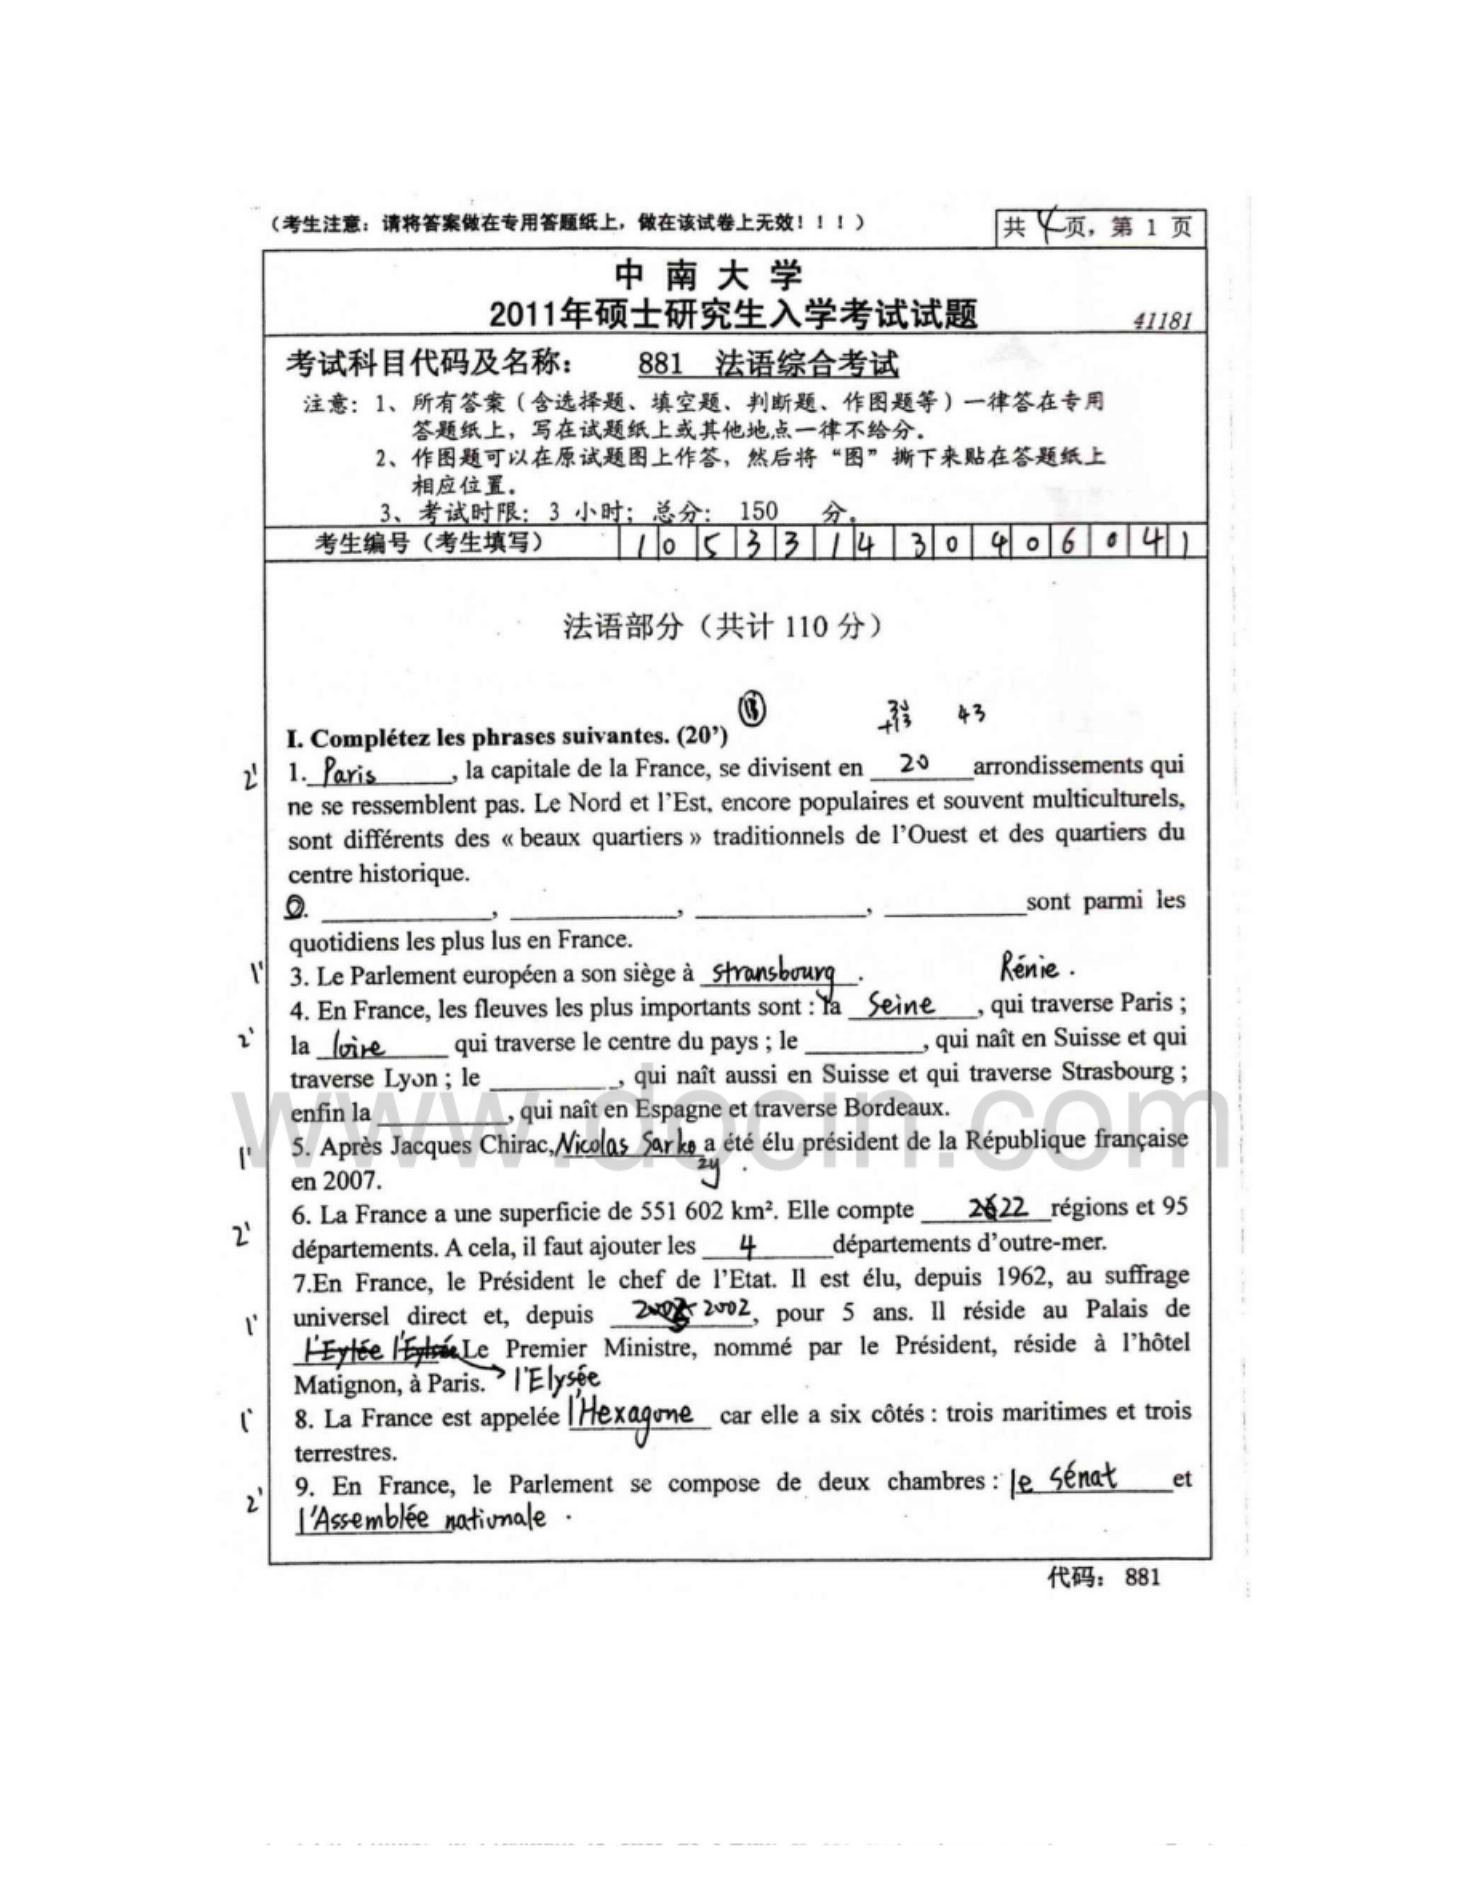 （考生注意：请将答案做在专用答题纸上，做在该试卷上无效！！！）
共 4 页，第 1 页
中 南 大 学
2011年硕士研究生入学考试试题
41181
考试科目代码及名称： 881 法语综合考试
注意：1、所有答案（含选择题、填空题、判断题、作图题等）一律答在专用
答题纸上，写在试题纸上或其他地点一律不给分。
2、作图题可以在原试题图上作答，然后将“图”撕下来贴在答题纸上
相应位置。
3、考试时限：3 小时；总分： 150 分。
考生编号（考生填写） 1 0 5 3 3 1 4 3 0 4 0 6 0 4 1
法语部分（共计 110 分）
13
+13 43
I. Complétez les phrases suivantes. (20’)
2' 1. Paris, la capitale de la France, se divisent en 20 arrondissements qui
ne se ressemblent pas. Le Nord et l’Est, encore populaires et souvent multiculturels,
sont différents des « beaux quartiers » traditionnels de l’Ouest et des quartiers du
centre historique.
2. ____, ____, ____, ____ sont parmi les
quotidiens les plus lus en France.
1' 3. Le Parlement européen a son siège à stransbourg. Rénie.
4. En France, les fleuves les plus importants sont : la Seine, qui traverse Paris ;
2' la loire qui traverse le centre du pays ; le ____, qui naît en Suisse et qui
traverse Lyon ; le ____, qui naît aussi en Suisse et qui traverse Strasbourg ;
enfin la ____, qui naît en Espagne et traverse Bordeaux.
www.docin.com
1' 5. Après Jacques Chirac, Nicolas Sarkozy a été élu président de la République française
en 2007.
6. La France a une superficie de 551 602 km². Elle compte 22 régions et 95
2' départements. A cela, il faut ajouter les 4 départements d’outre-mer.
7.En France, le Président le chef de l’Etat. Il est élu, depuis 1962, au suffrage
1' universel direct et, depuis 2002, pour 5 ans. Il réside au Palais de
l'Eylée Le Premier Ministre, nommé par le Président, réside à l’hôtel
Matignon, à Paris. l'Elysée
1' 8. La France est appelée l'Hexagone car elle a six côtés : trois maritimes et trois
terrestres.
2' 9. En France, le Parlement se compose de deux chambres : le sénat et
l'Assemblée nationale.
代码： 881